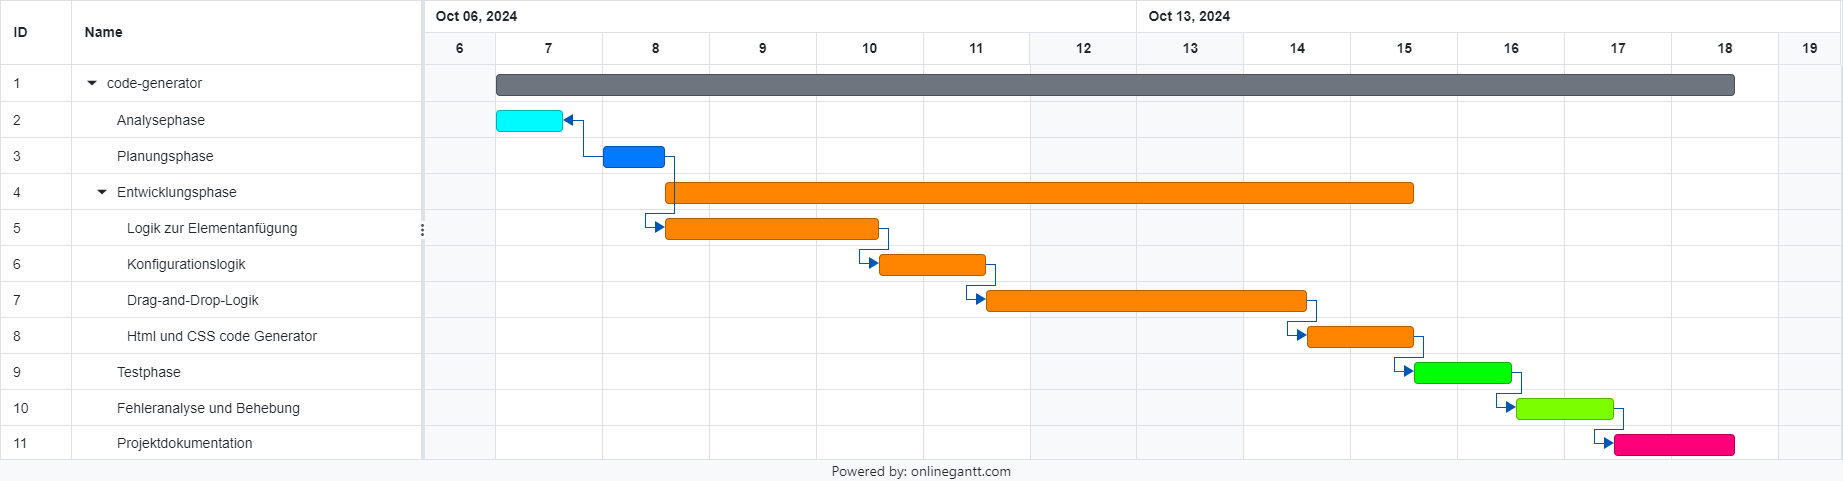 ID Name Oct 06, 2024 Oct 13, 2024
6 7 8 9 10 11 12 13 14 15 16 17 18 19
1 code-generator
2 Analysephase
3 Planungsphase
4 Entwicklungsphase
5 Logik zur Elementanfügung
6 Konfigurationslogik
7 Drag-and-Drop-Logik
8 Html und CSS code Generator
9 Testphase
10 Fehleranalyse und Behebung
11 Projektdokumentation
Powered by: onlinegantt.com